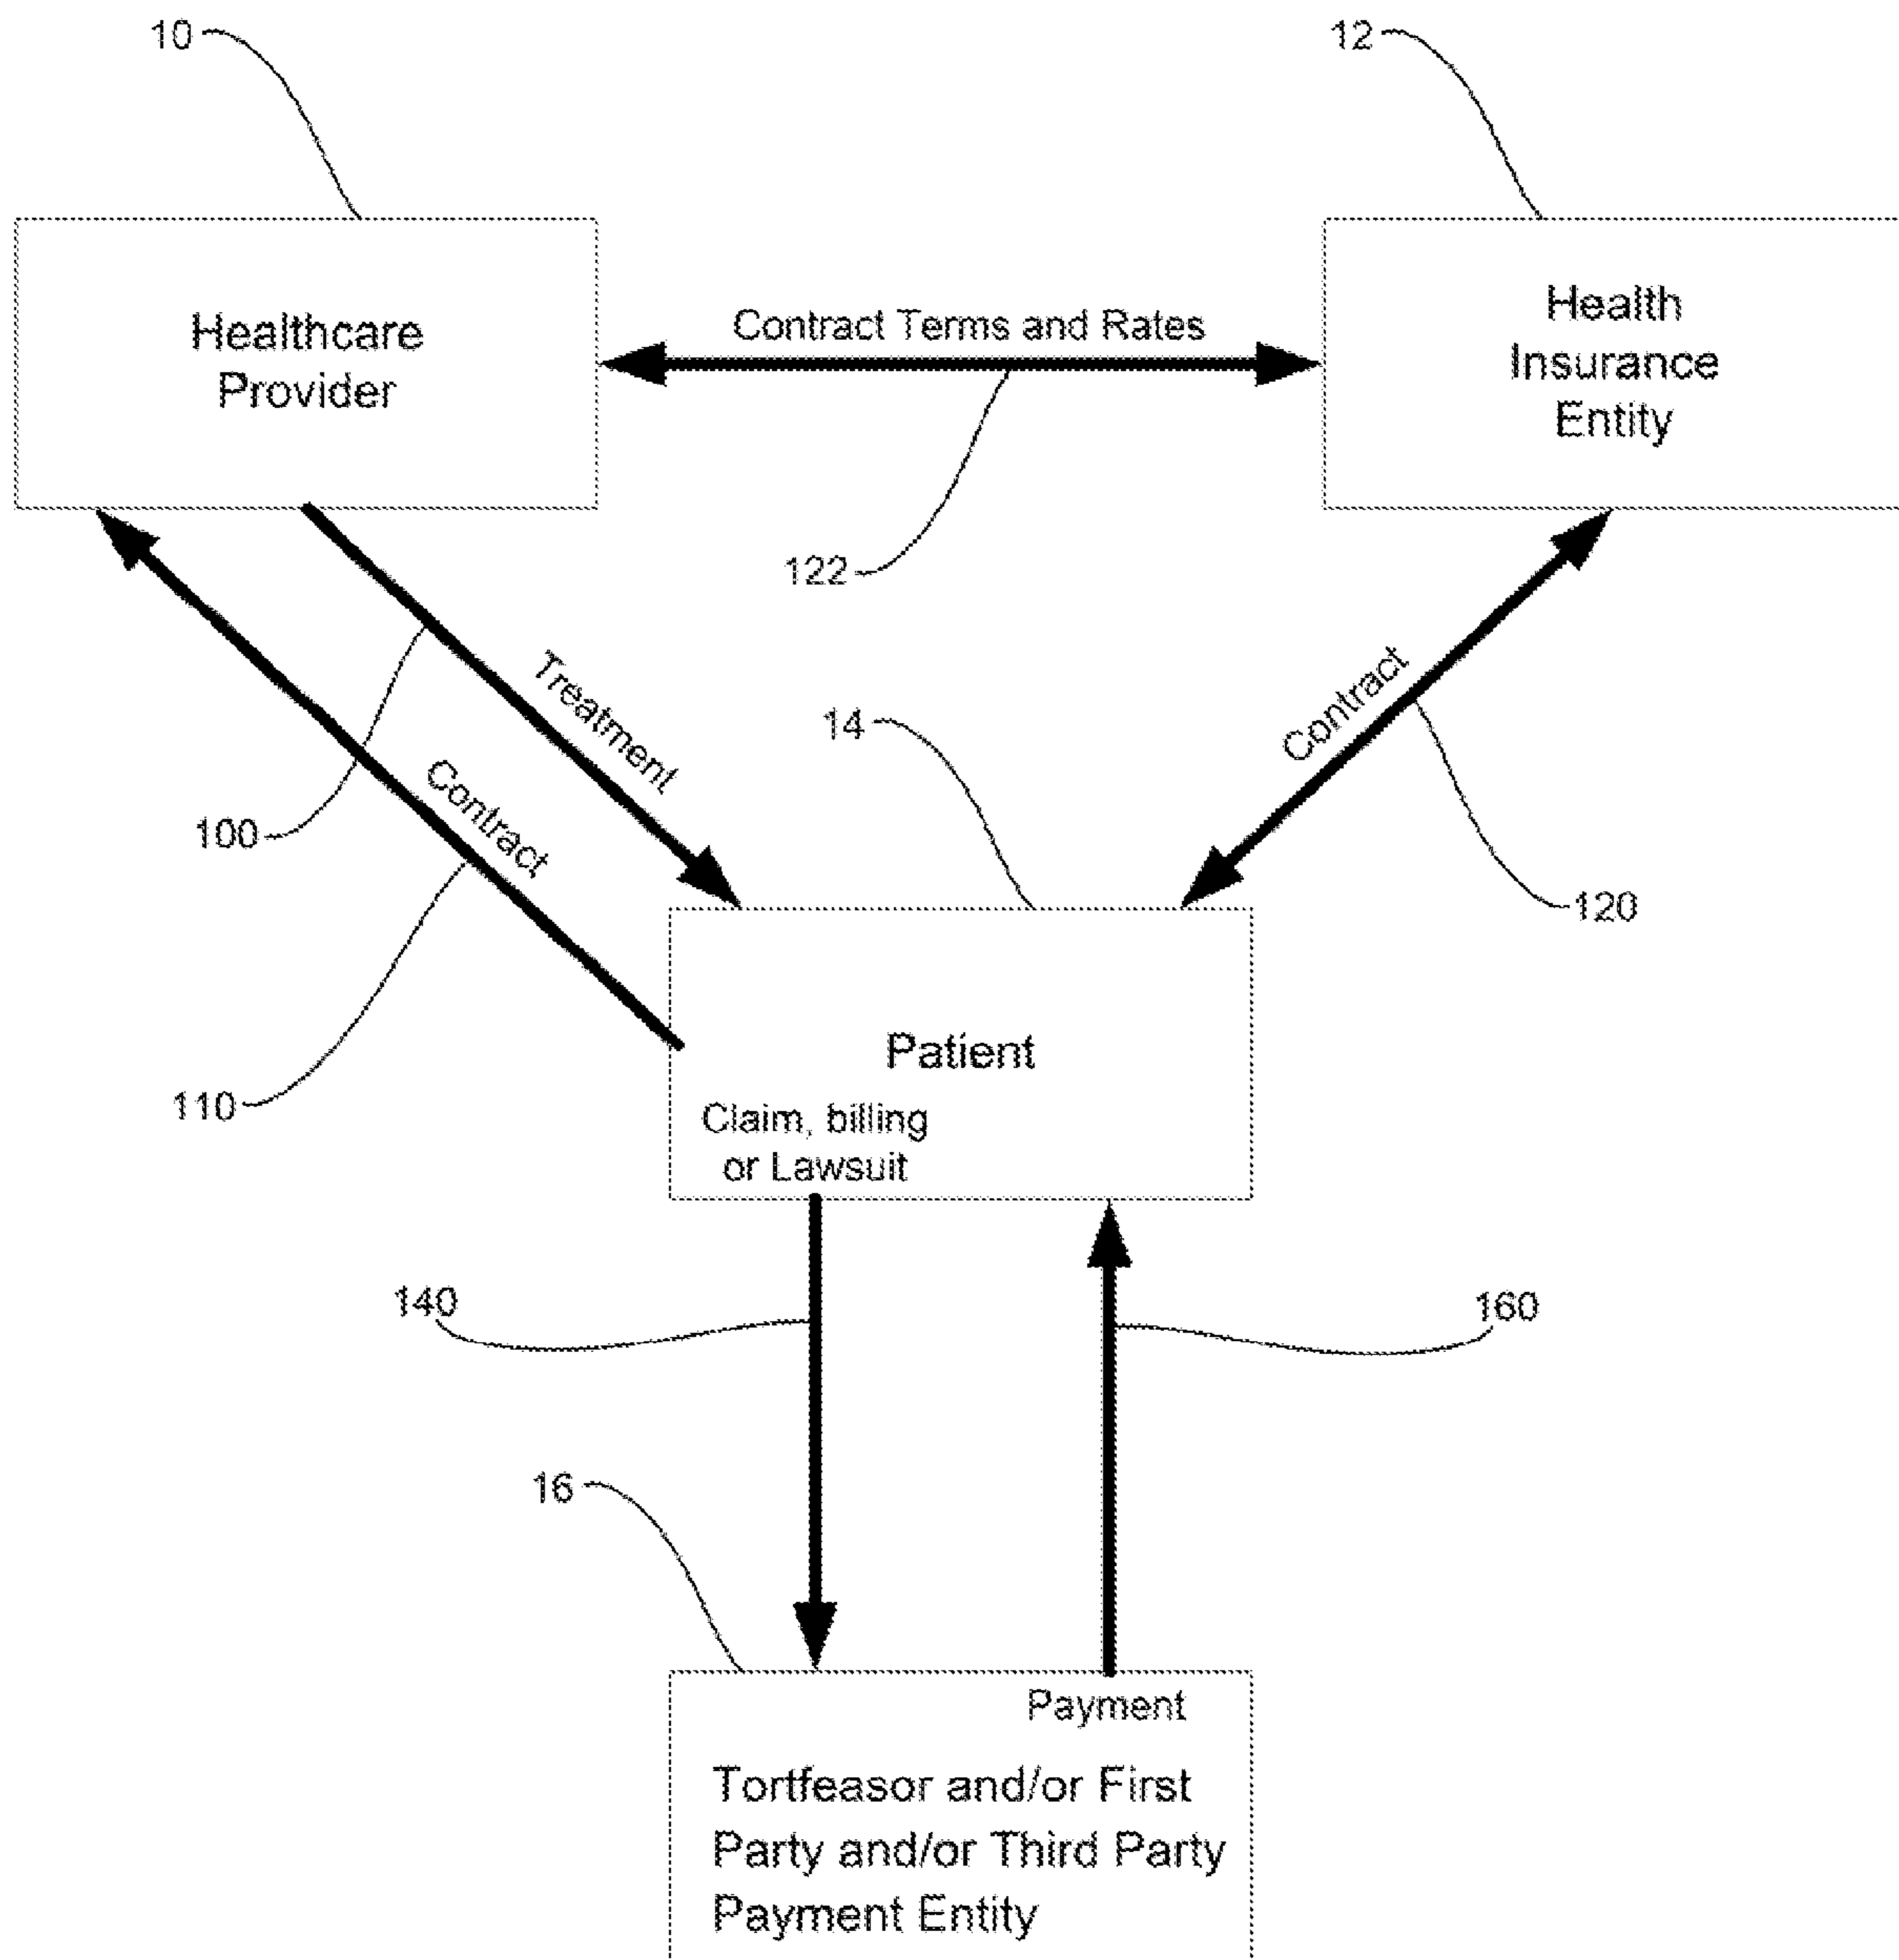 10
12
Healthcare
Provider
Contract Terms and Rates
Health
Insurance
Entity
122
Treatment
Contract
14
100
Contract
120
110
Patient
Claim, billing
or Lawsuit
140
160
16
Payment
Tortfeasor and/or First
Party and/or Third Party
Payment Entity